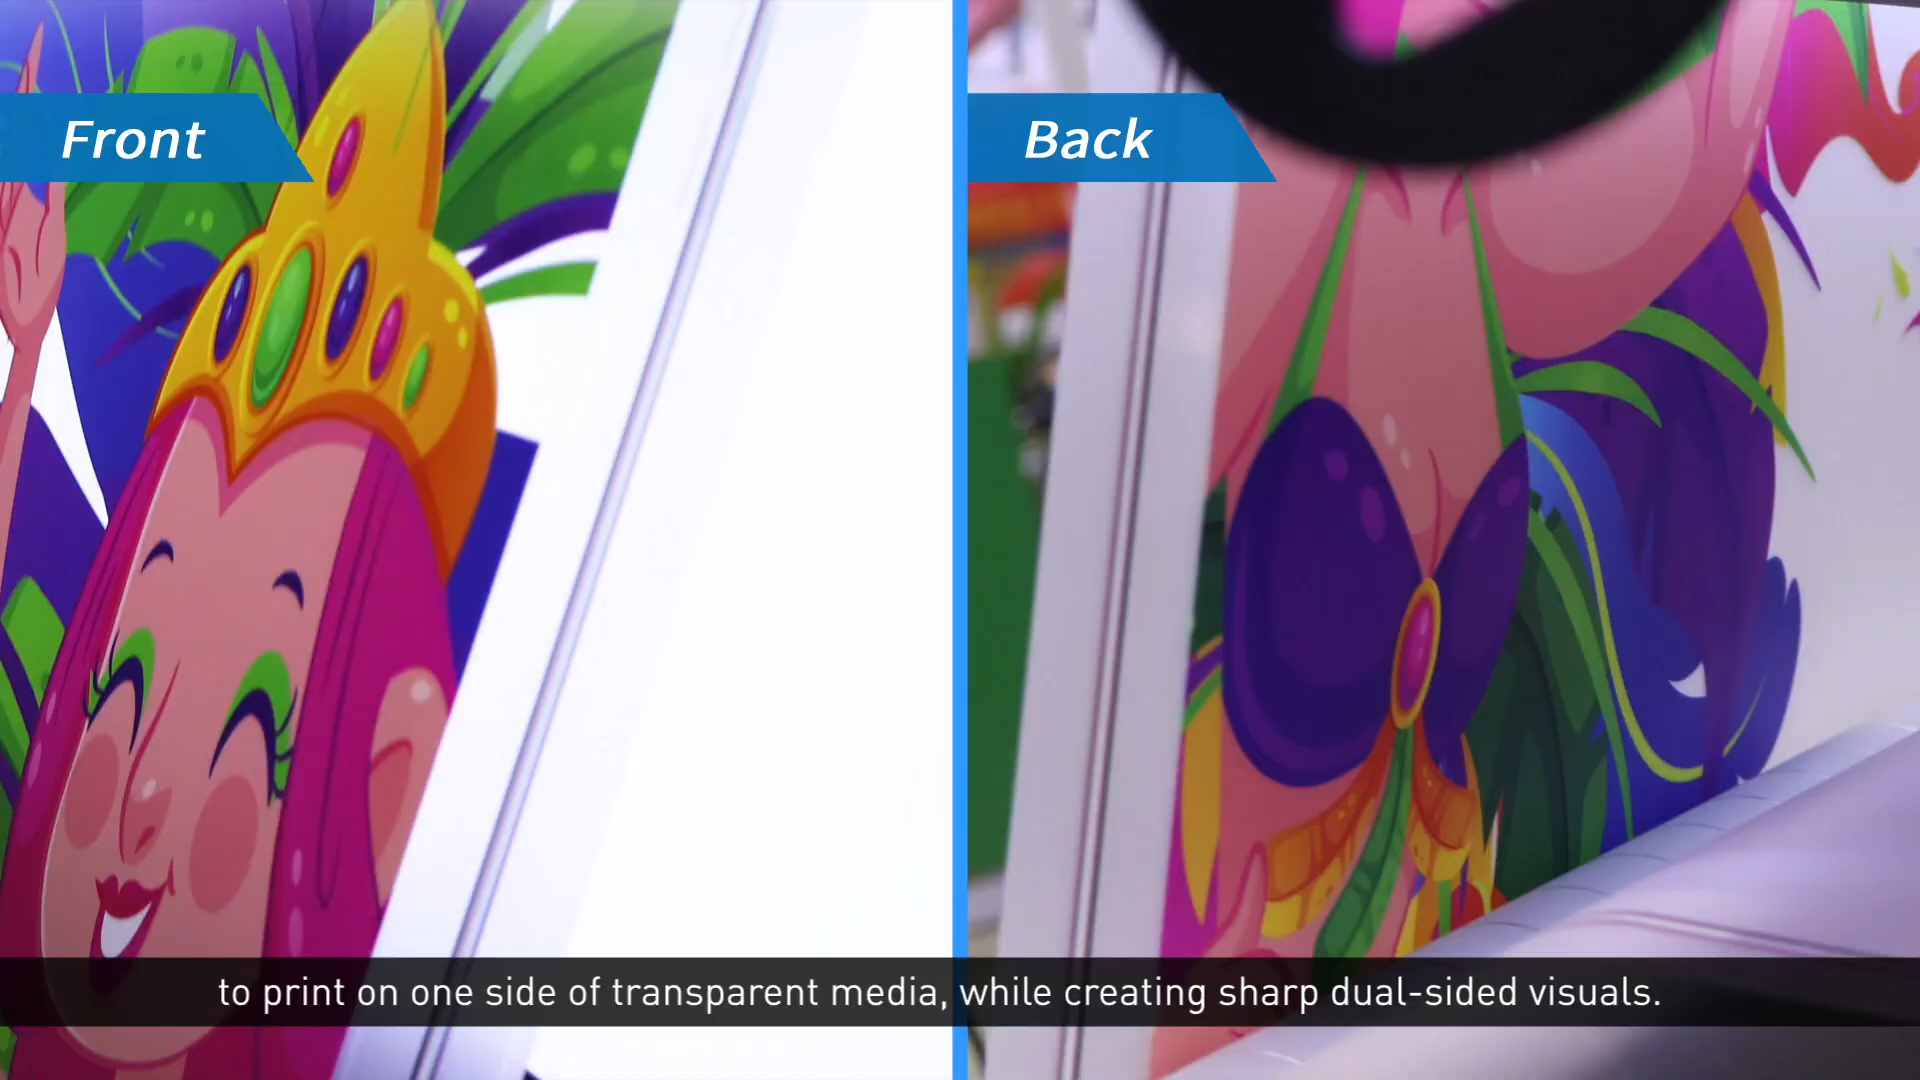 Front
Back
to print on one side of transparent media, while creating sharp dual-sided visuals.